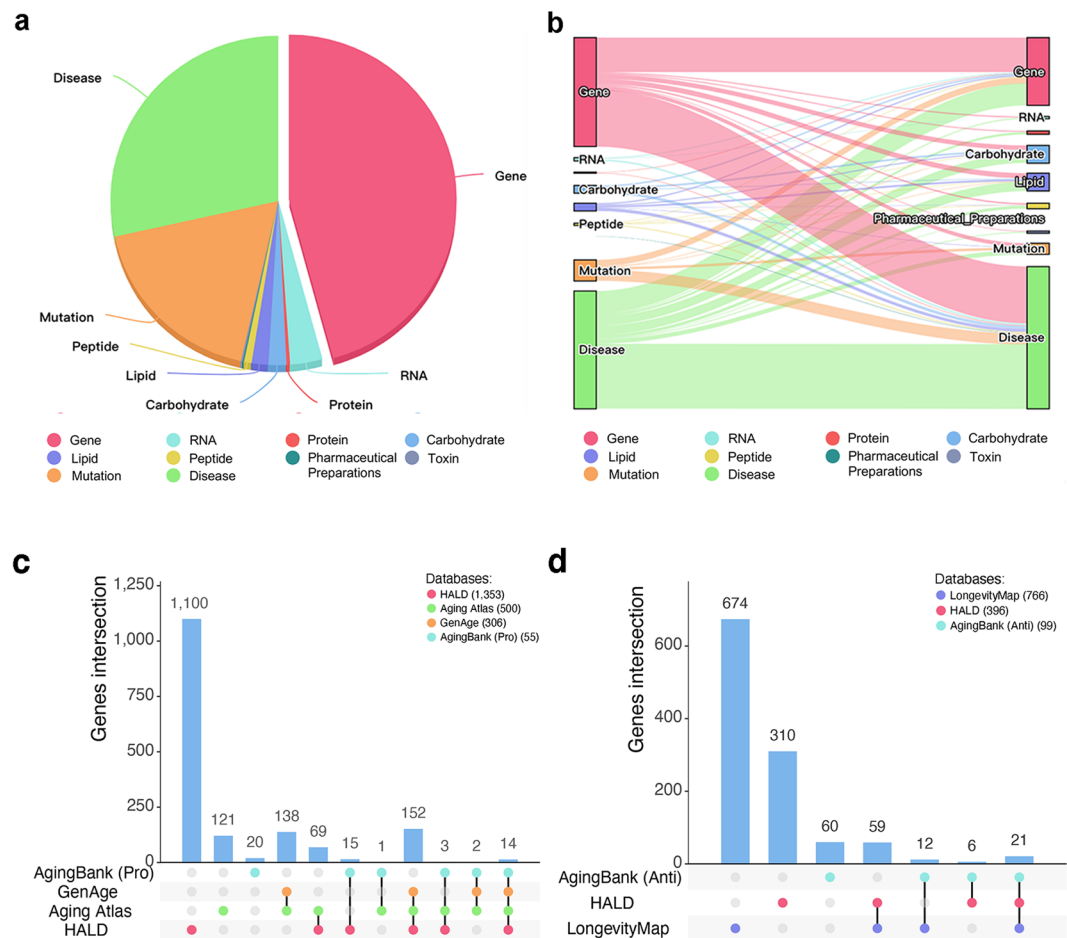 a
Disease
Gene
Mutation
Peptide
Lipid
RNA
Carbohydrate
Protein
Gene
RNA
Protein
Carbohydrate
Lipid
Peptide
Pharmaceutical
Preparations
Toxin
Mutation
Disease
b
Gene
RNA
Carbohydrate
Peptide
Mutation
Disease
Gene
RNA
Carbohydrate
Lipid
Pharmaceutical_Preparations
Mutation
Disease
Gene
RNA
Protein
Carbohydrate
Lipid
Peptide
Pharmaceutical
Preparations
Toxin
Mutation
Disease
c
Genes intersection
1,250
1,000
750
500
250
0
1,100
121
20
138
69
15
1
152
3
2
14
Databases:
HALD (1,353)
Aging Atlas (500)
GenAge (306)
AgingBank (Pro) (55)
AgingBank (Pro)
GenAge
Aging Atlas
HALD
d
Genes intersection
600
400
200
0
674
310
60
59
12
6
21
Databases:
LongevityMap (766)
HALD (396)
AgingBank (Anti) (99)
AgingBank (Anti)
HALD
LongevityMap